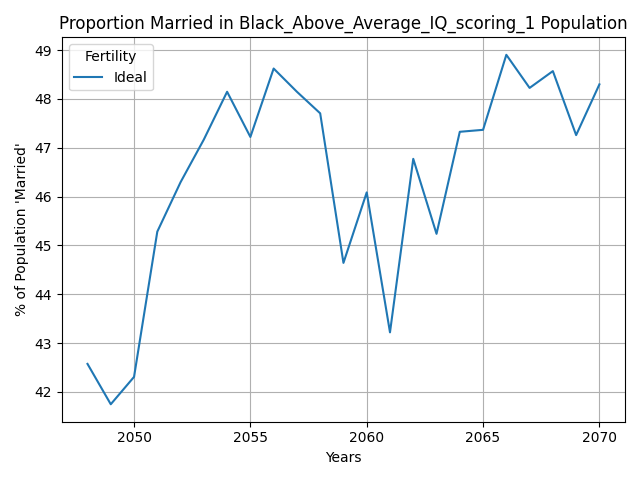 Proportion Married in Black_Above_Average_IQ_scoring_1 Population
Fertility
Ideal
49
48
47
46
45
44
43
42
% of Population 'Married'
2050 2055 2060 2065 2070
Years